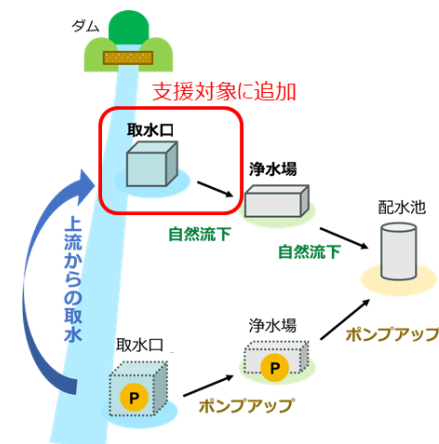 ダム
支援対象に追加
取水口
浄水場
配水池
自然流下
自然流下
上流からの取水
取水口
浄水場
P
P
ポンプアップ
ポンプアップ